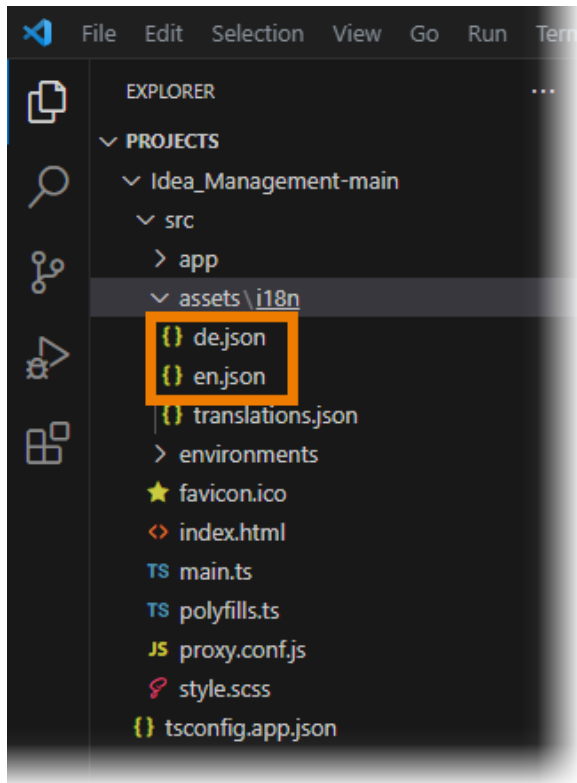 File Edit Selection View Go Run Term
EXPLORER ...
PROJECTS
Idea_Management-main
src
app
assets\i18n
{} de.json
{} en.json
{} translations.json
environments
favicon.ico
<> index.html
TS main.ts
TS polyfills.ts
JS proxy.conf.js
style.scss
{} tsconfig.app.json